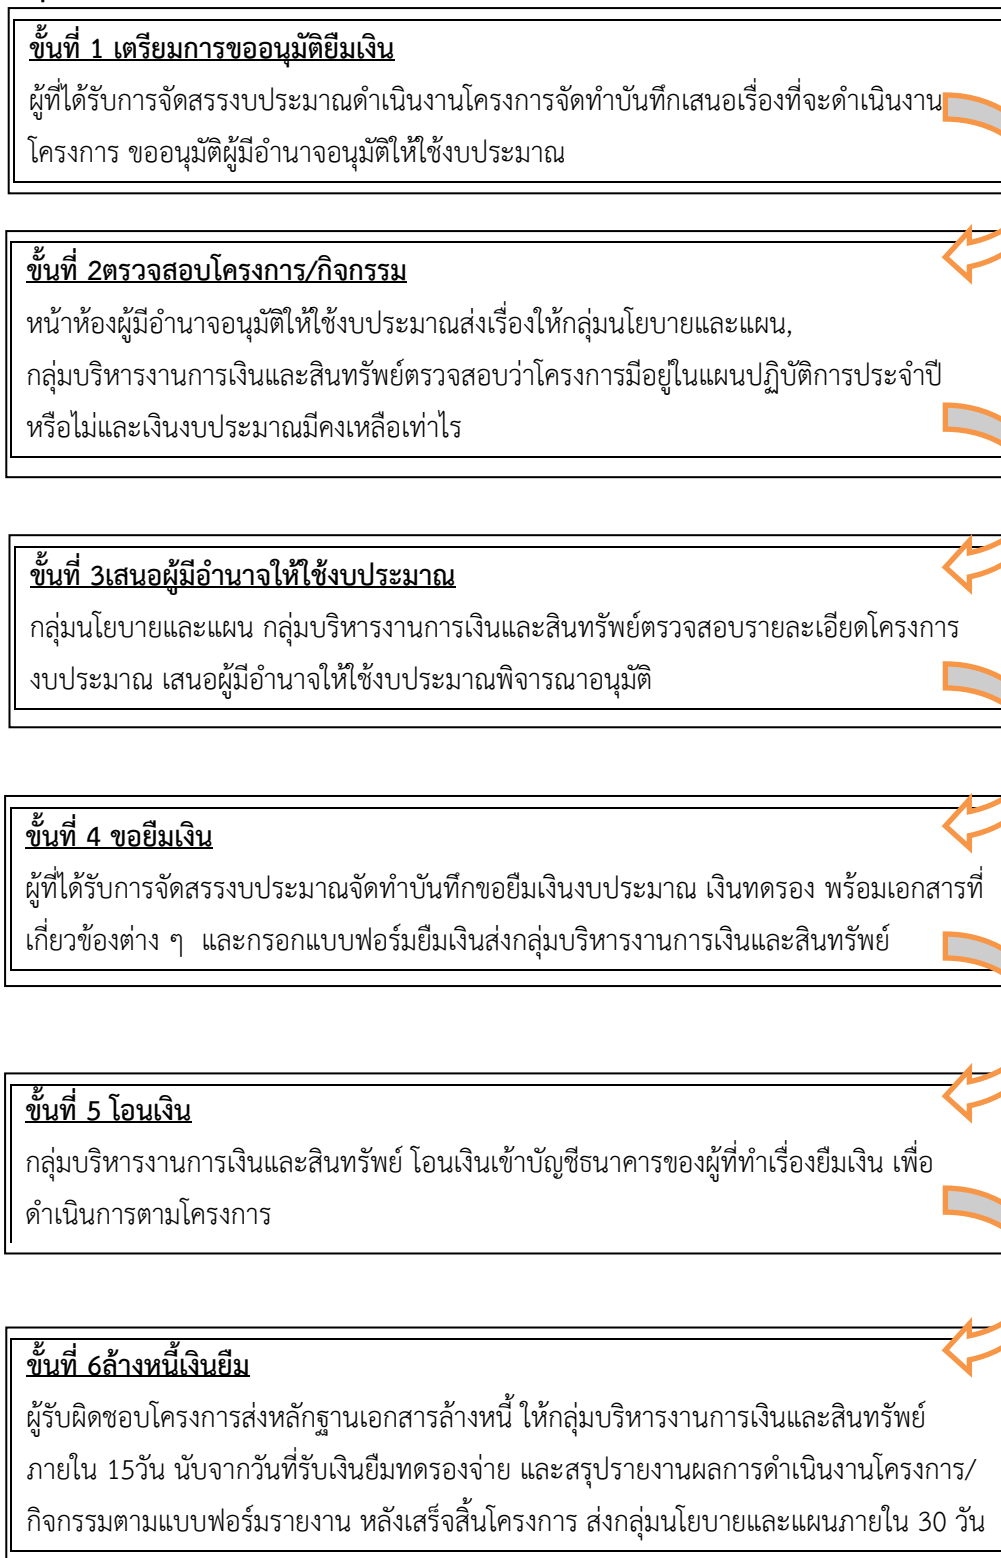 ขั้นที่ 1 เตรียมการขออนุมัติยืมเงิน
ผู้ที่ได้รับการจัดสรรงบประมาณดำเนินงานโครงการจัดทำบันทึกเสนอเรื่องที่จะดำเนินงาน
โครงการ ขออนุมัติผู้มีอำนาจอนุมัติให้ใช้งบประมาณ
ขั้นที่ 2ตรวจสอบโครงการ/กิจกรรม
หน้าห้องผู้มีอำนาจอนุมัติให้ใช้งบประมาณส่งเรื่องให้กลุ่มนโยบายและแผน,
กลุ่มบริหารงานการเงินและสินทรัพย์ตรวจสอบว่าโครงการมีอยู่ในแผนปฏิบัติการประจำปี
หรือไม่และเงินงบประมาณมีคงเหลือเท่าไร
ขั้นที่ 3เสนอผู้มีอำนาจให้ใช้งบประมาณ
กลุ่มนโยบายและแผน กลุ่มบริหารงานการเงินและสินทรัพย์ตรวจสอบรายละเอียดโครงการ
งบประมาณ เสนอผู้มีอำนาจให้ใช้งบประมาณพิจารณาอนุมัติ
ขั้นที่ 4 ขอยืมเงิน
ผู้ที่ได้รับการจัดสรรงบประมาณจัดทำบันทึกขอยืมเงินงบประมาณ เงินทดรอง พร้อมเอกสารที่
เกี่ยวข้องต่าง ๆ  และกรอกแบบฟอร์มยืมเงินส่งกลุ่มบริหารงานการเงินและสินทรัพย์
ขั้นที่ 5 โอนเงิน
กลุ่มบริหารงานการเงินและสินทรัพย์ โอนเงินเข้าบัญชีธนาคารของผู้ที่ทำเรื่องยืมเงิน เพื่อ
ดำเนินการตามโครงการ
ขั้นที่ 6ล้างหนี้เงินยืม
ผู้รับผิดชอบโครงการส่งหลักฐานเอกสารล้างหนี้ ให้กลุ่มบริหารงานการเงินและสินทรัพย์
ภายใน 15วัน นับจากวันที่รับเงินยืมทดรองจ่าย และสรุปรายงานผลการดำเนินงานโครงการ/
กิจกรรมตามแบบฟอร์มรายงาน หลังเสร็จสิ้นโครงการ ส่งกลุ่มนโยบายและแผนภายใน 30 วัน